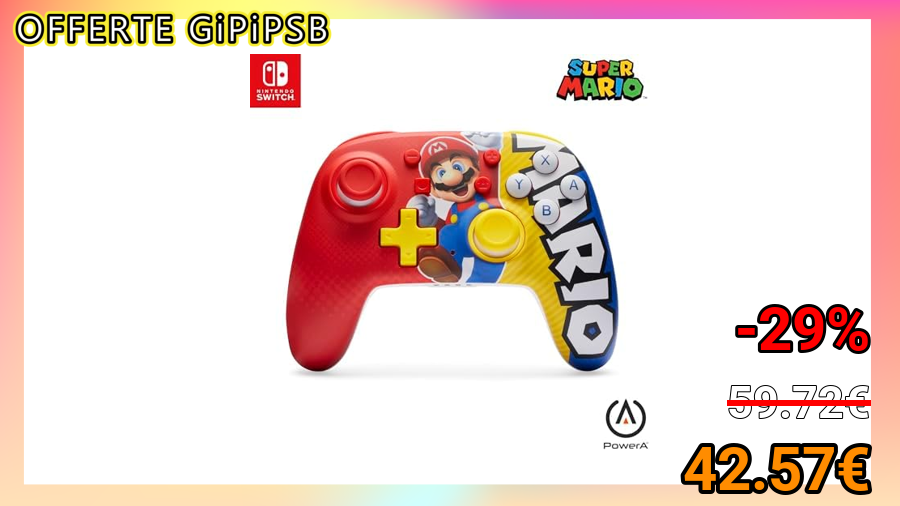 OFFERTE GiPiPSB
NINTENDO
SWITCH
SUPER
MARIO
M
X
Y
A
B
MARIO
-29%
59.72€
PowerA
42.57€